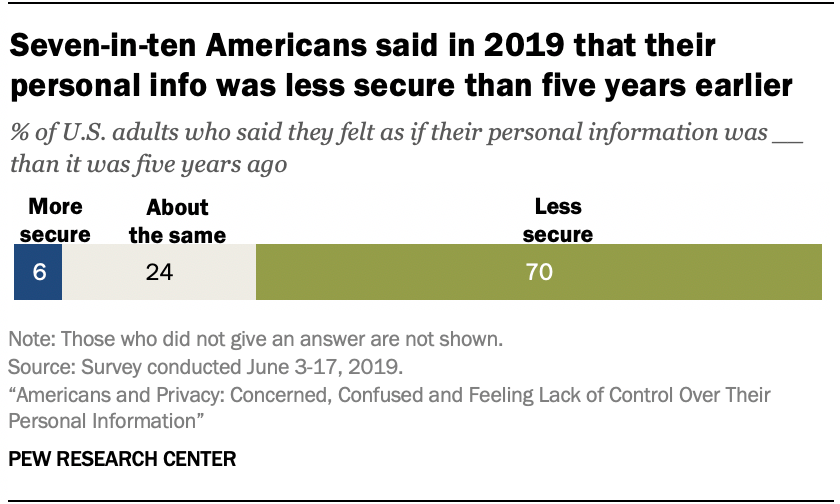 Seven-in-ten Americans said in 2019 that their
personal info was less secure than five years earlier
% of U.S. adults who said they felt as if their personal information was __
than it was five years ago
More secure
About the same
Less secure
6
24
70
Note: Those who did not give an answer are not shown.
Source: Survey conducted June 3-17, 2019.
“Americans and Privacy: Concerned, Confused and Feeling Lack of Control Over Their
Personal Information”
PEW RESEARCH CENTER